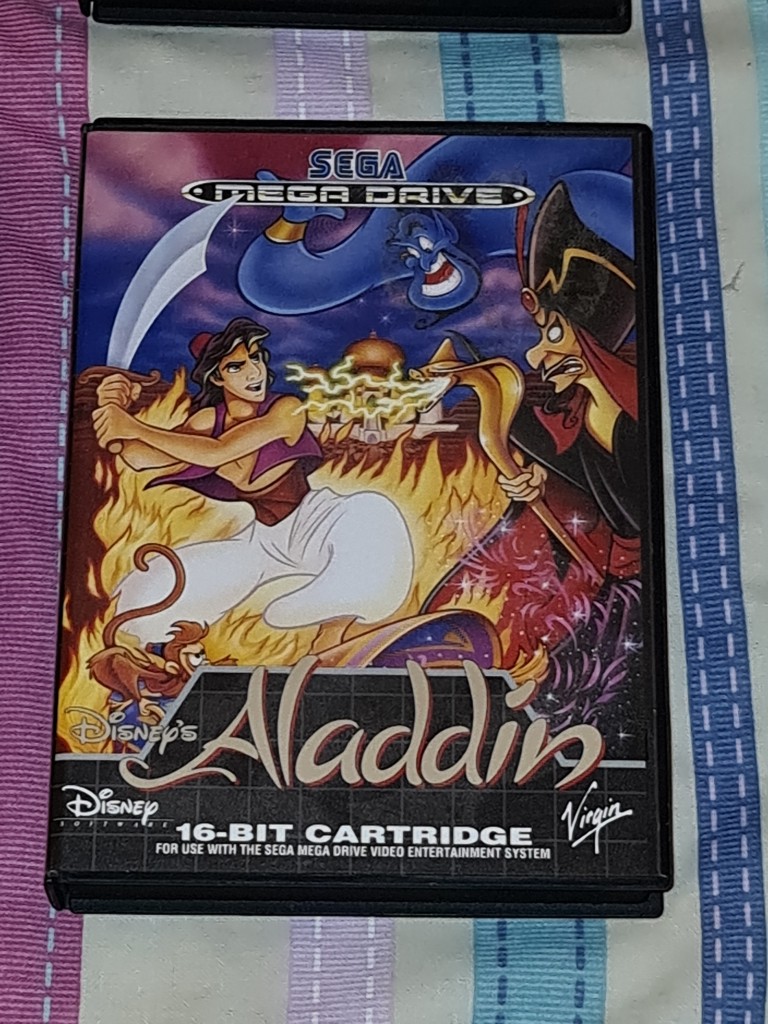 SEGA
MEGA DRIVE
DISNEY'S
Aladdin
DISNEY
SOFTWARE
Virgin
16-BIT CARTRIDGE
FOR USE WITH THE SEGA MEGA DRIVE VIDEO ENTERTAINMENT SYSTEM